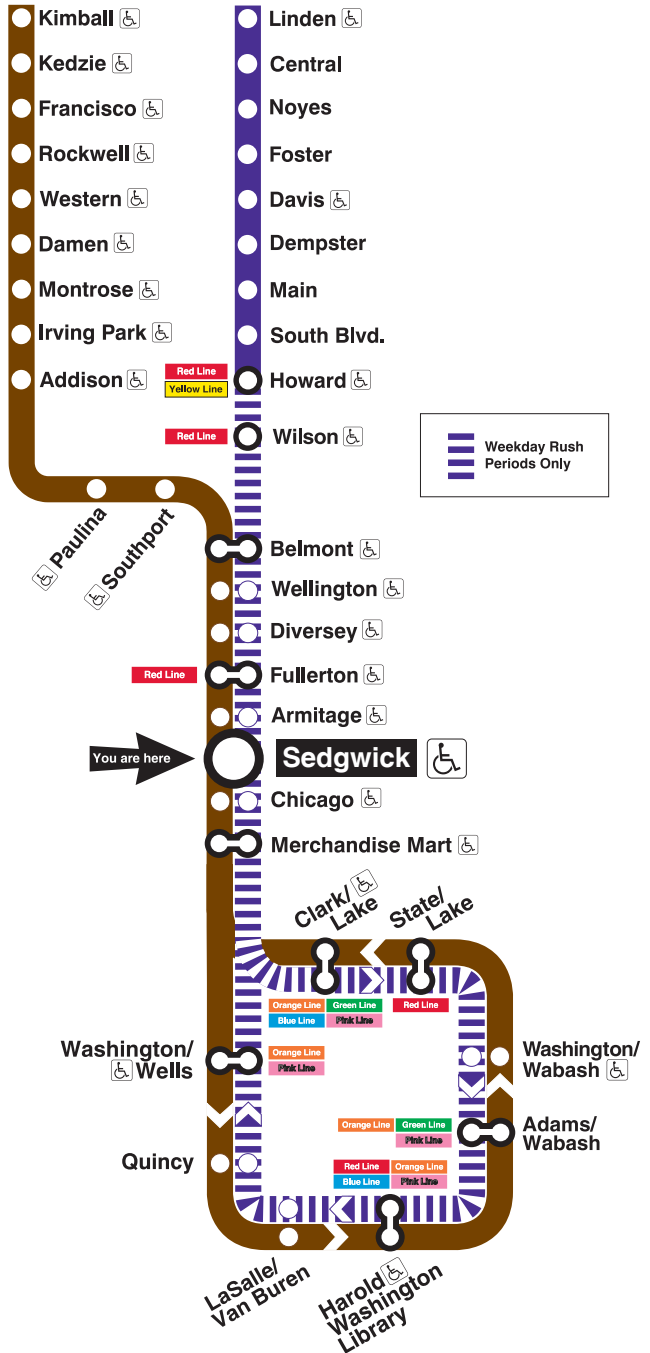 Kimball
Kedzie
Francisco
Rockwell
Western
Damen
Montrose
Irving Park
Addison
Paulina
Southport
Linden
Central
Noyes
Foster
Davis
Dempster
Main
South Blvd.
Red Line
Yellow Line
Howard
Red Line
Wilson
Weekday Rush
Periods Only
Belmont
Wellington
Diversey
Red Line
Fullerton
Armitage
You are here
Sedgwick
Chicago
Merchandise Mart
Clark/
Lake
State/
Lake
Orange Line
Green Line
Blue Line
Pink Line
Red Line
Washington/
Wells
Orange Line
Pink Line
Washington/
Wabash
Orange Line
Green Line
Pink Line
Adams/
Wabash
Quincy
Red Line
Orange Line
Blue Line
Pink Line
LaSalle/
Van Buren
Harold
Washington
Library